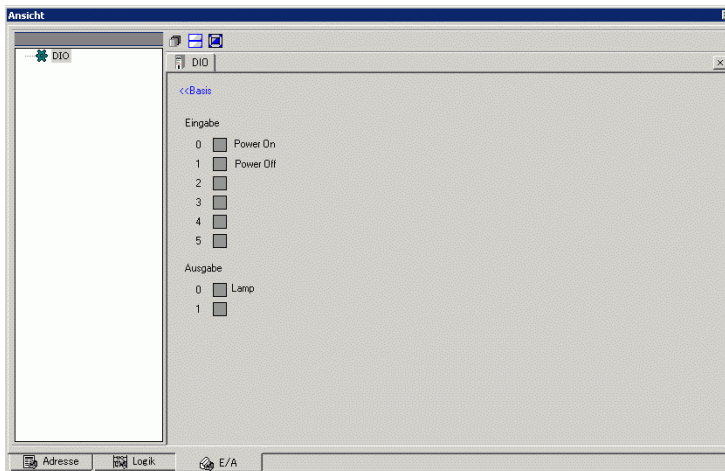 Ansicht
DIO
DIO
<<Basis
Eingabe
0 Power On
1 Power Off
2
3
4
5
Ausgabe
0 Lamp
1
Adresse Logik E/A